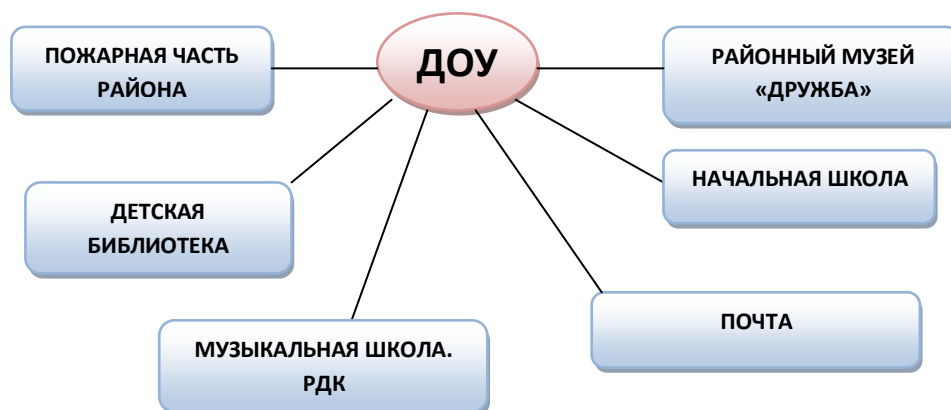 ПОЖАРНАЯ ЧАСТЬ
РАЙОНА
ДОУ
РАЙОННЫЙ МУЗЕЙ
«ДРУЖБА»
НАЧАЛЬНАЯ ШКОЛА
ДЕТСКАЯ
БИБЛИОТЕКА
ПОЧТА
МУЗЫКАЛЬНАЯ ШКОЛА.
РДК